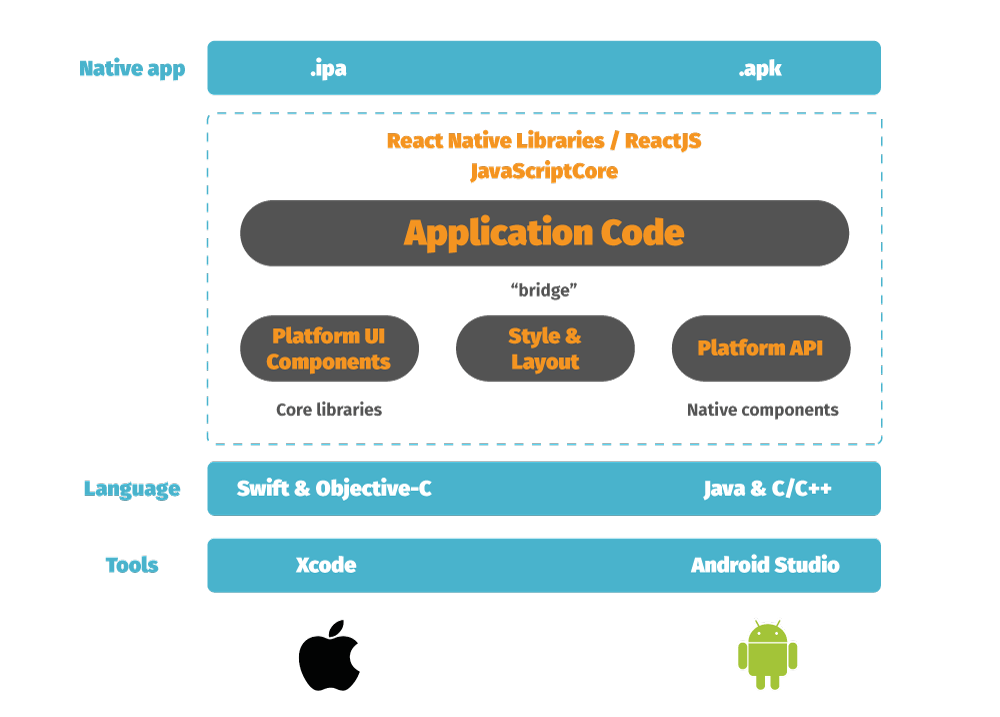 Native app
.ipa
.apk
React Native Libraries / ReactJS
JavaScriptCore
Application Code
“bridge”
Platform UI
Components
Style &
Layout
Platform API
Core libraries
Native components
Language
Swift & Objective-C
Java & C/C++
Tools
Xcode
Android Studio